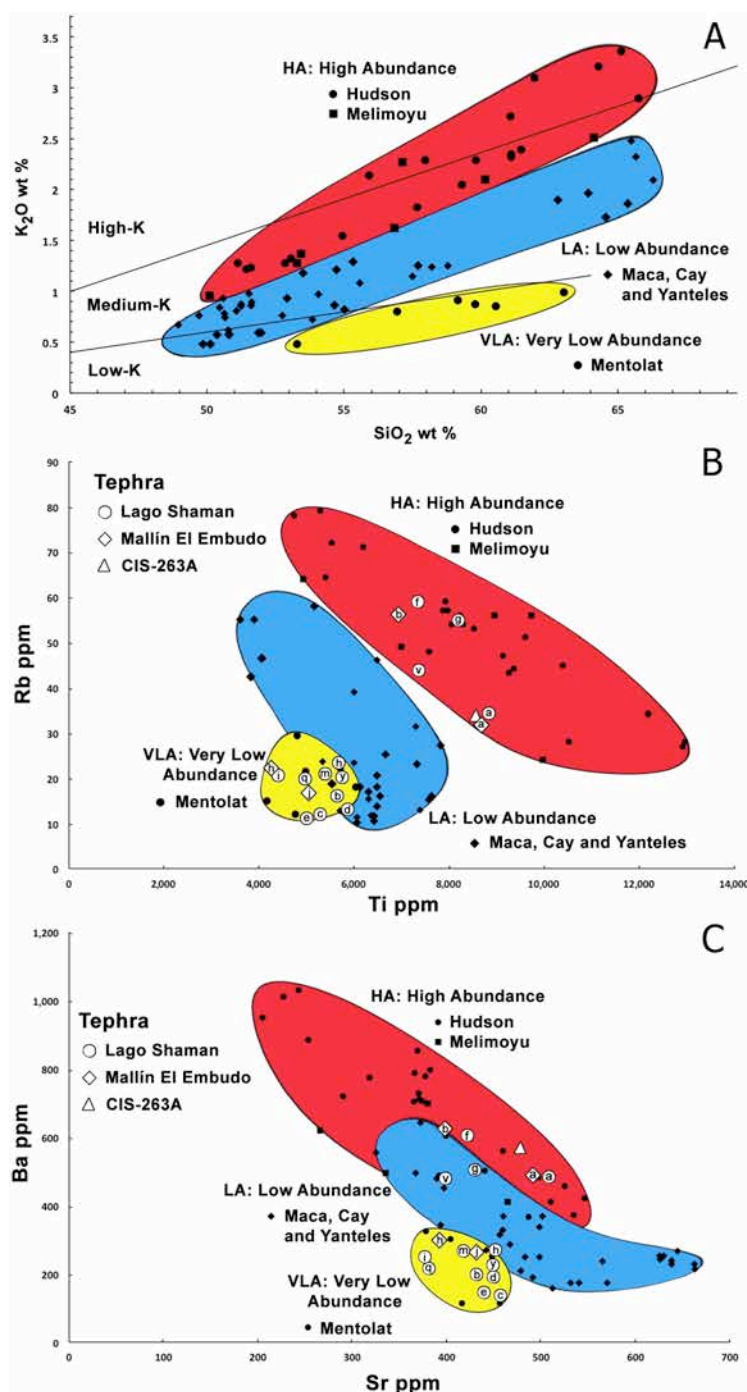 A
3.5
3
2.5
2
1.5
1
0.5
0
K2O wt %
HA: High Abundance
Hudson
Melimoyu
High-K
Medium-K
Low-K
LA: Low Abundance
Maca, Cay
and Yanteles
VLA: Very Low Abundance
Mentolat
45 50 55 60 65
SiO2 wt %
B
90
80
70
60
50
40
30
20
10
0
Rb ppm
Tephra
Lago Shaman
Mallín El Embudo
CIS-263A
HA: High Abundance
Hudson
Melimoyu
b f g
v
a a
VLA: Very Low
Abundance
Mentolat
h i q m h y
j b
e c d
LA: Low Abundance
Maca, Cay and Yanteles
0 2,000 4,000 6,000 8,000 10,000 12,000 14,000
Ti ppm
C
1,200
1,000
800
600
400
200
0
Ba ppm
HA: High Abundance
Hudson
Melimoyu
Tephra
Lago Shaman
Mallín El Embudo
CIS-263A
b f
v g a a
LA: Low Abundance
Maca, Cay
and Yanteles
h m j h
i q y
b d
e c
VLA: Very Low
Abundance
Mentolat
0 100 200 300 400 500 600 700
Sr ppm